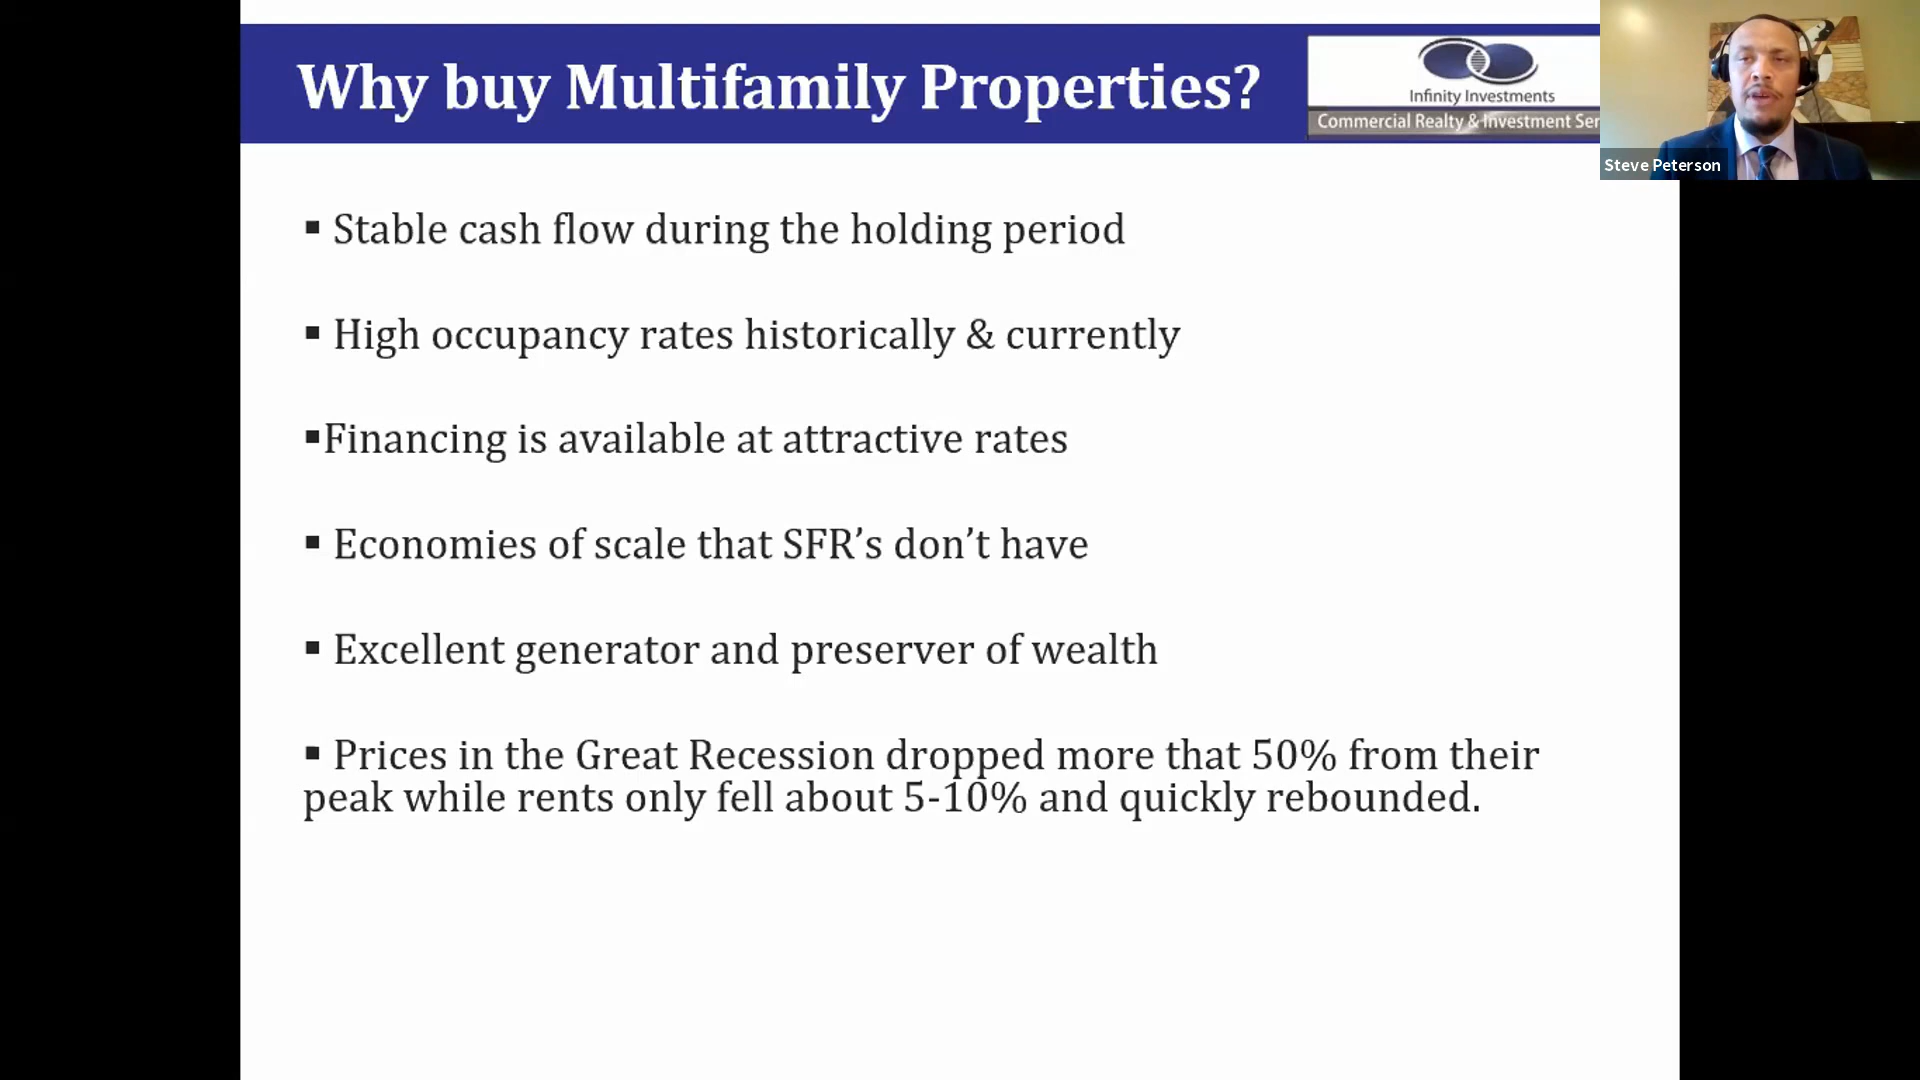 Why buy Multifamily Properties?
Infinity Investments
Commercial Realty & Investment Ser
Steve Peterson
▪ Stable cash flow during the holding period
▪ High occupancy rates historically & currently
▪Financing is available at attractive rates
▪ Economies of scale that SFR’s don’t have
▪ Excellent generator and preserver of wealth
▪ Prices in the Great Recession dropped more that 50% from their
peak while rents only fell about 5-10% and quickly rebounded.